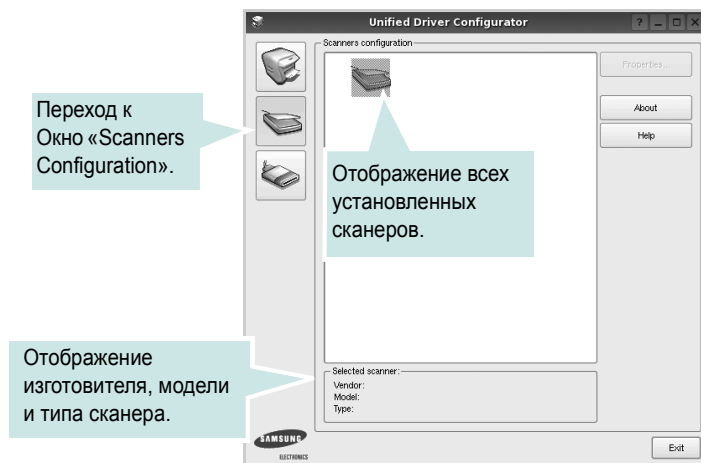 Unified Driver Configurator
Scanners configuration
Properties...
About
Help
Переход к
Окно «Scanners
Configuration».
Отображение всех
установленных
сканеров.
Отображение
изготовителя, модели
и типа сканера.
Selected scanner:
Vendor:
Model:
Type:
SAMSUNG
ELECTRONICS
Exit